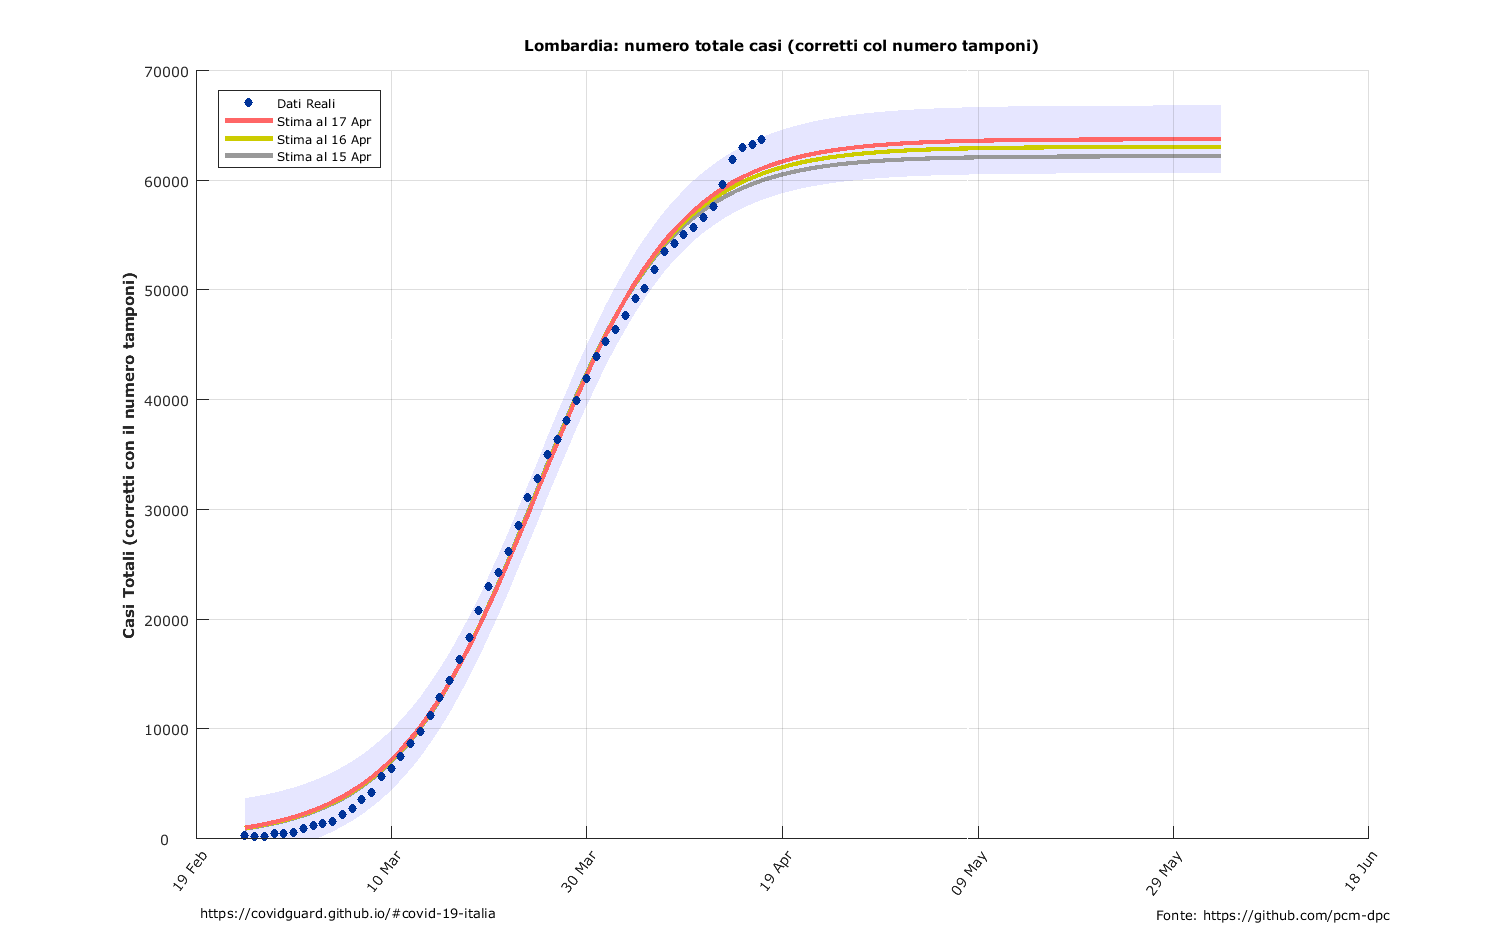 Lombardia: numero totale casi (corretti col numero tamponi)
70000
60000
50000
40000
30000
20000
10000
0
Casi Totali (corretti con il numero tamponi)
Dati Reali
Stima al 17 Apr
Stima al 16 Apr
Stima al 15 Apr
19 Feb
10 Mar
30 Mar
19 Apr
09 May
29 May
18 Jun
https://covidguard.github.io/#covid-19-italia
Fonte: https://github.com/pcm-dpc